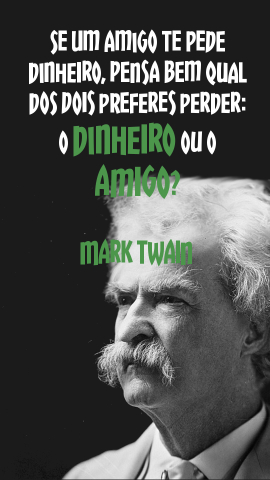 SE UM AMIGO TE PEDE
DINHEIRO, PENSA BEM QUAL
DOS DOIS PREFERES PERDER:
O DINHEIRO OU O
AMIGO?
MARK TWAIN